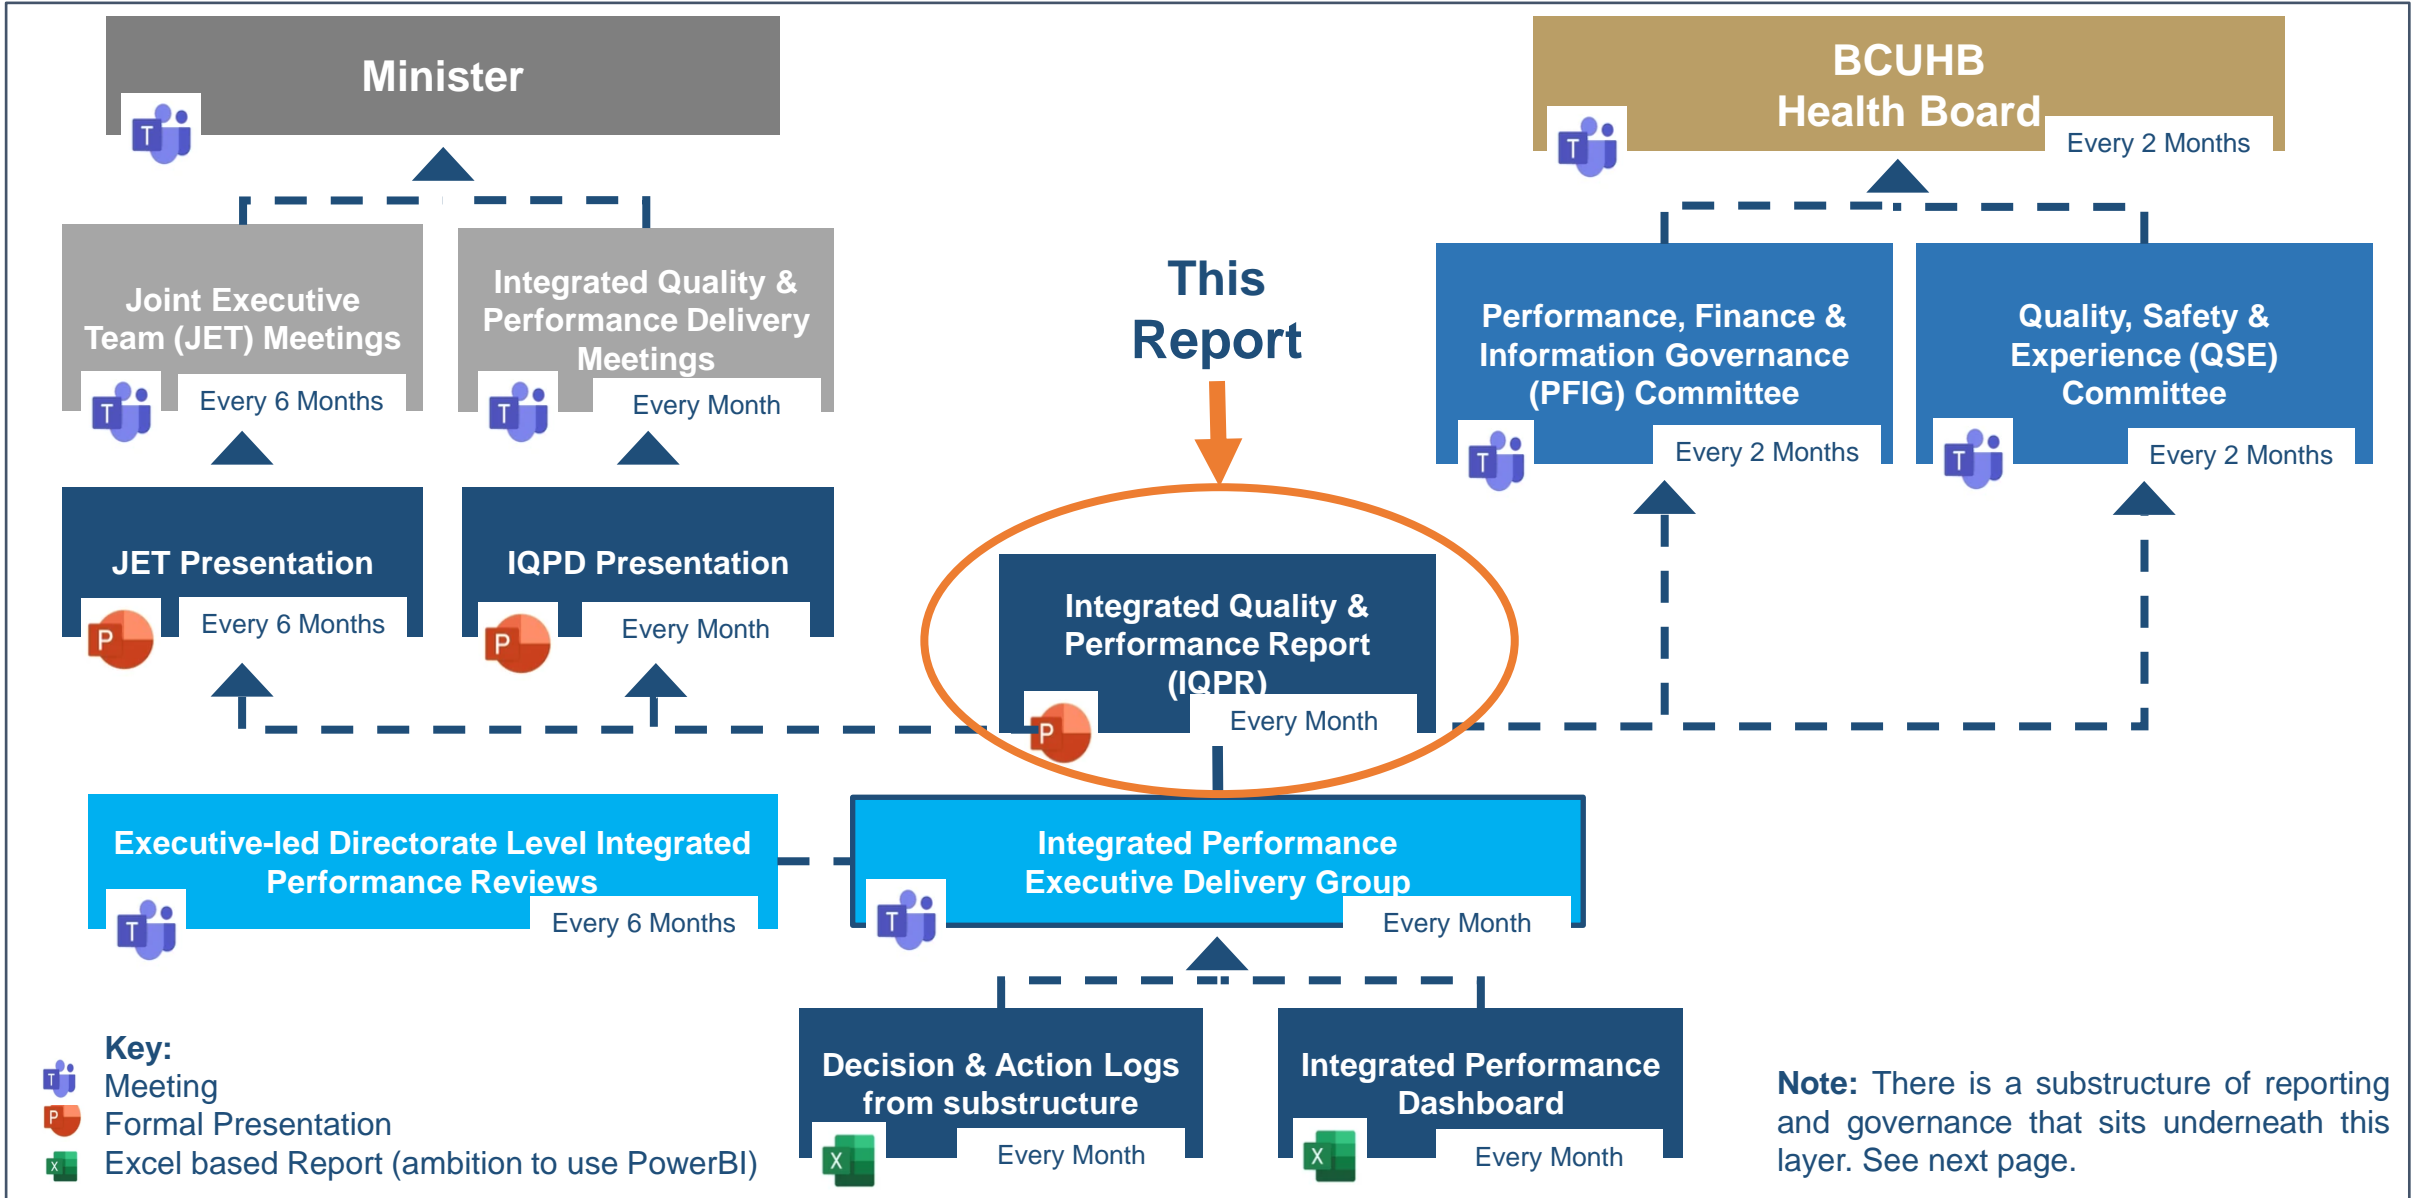 Minister
BCUHB
Health Board
Every 2 Months
Joint Executive
Team (JET) Meetings
Every 6 Months
Integrated Quality &
Performance Delivery
Meetings
Every Month
This
Report
Performance, Finance &
Information Governance
(PFIG) Committee
Every 2 Months
Quality, Safety &
Experience (QSE)
Committee
Every 2 Months
JET Presentation
Every 6 Months
IQPD Presentation
Every Month
Integrated Quality &
Performance Report
(IQPR)
Every Month
Executive-led Directorate Level Integrated
Performance Reviews
Every 6 Months
Integrated Performance
Executive Delivery Group
Every Month
Decision & Action Logs
from substructure
Every Month
Integrated Performance
Dashboard
Every Month
Key:
Meeting
Formal Presentation
Excel based Report (ambition to use PowerBI)
Note: There is a substructure of reporting
and governance that sits underneath this
layer. See next page.